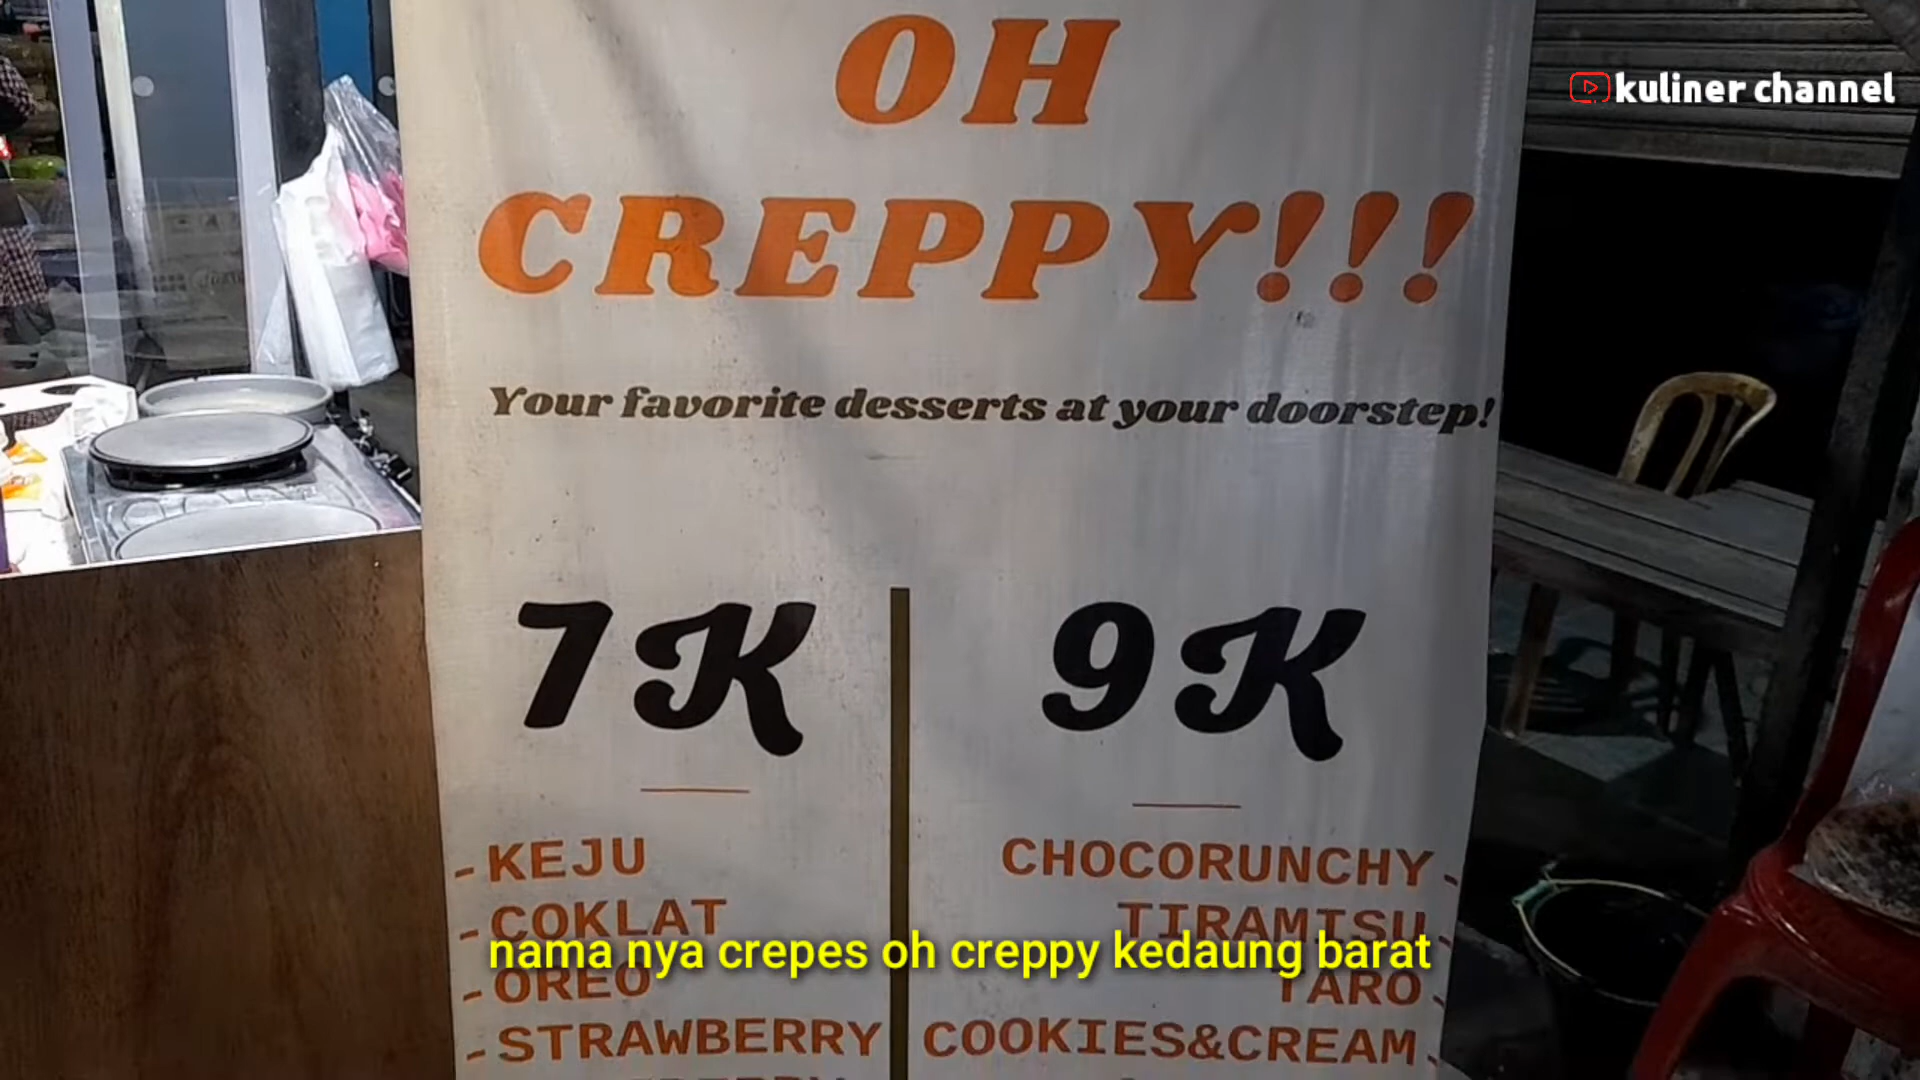 OH
CREPPY!!!
kuliner channel
Your favorite desserts at your doorstep!
7K
9K
-KEJU
-COKLAT
-OREO
-STRAWBERRY
CHOCORUNCHY-
TIRAMISU-
TARO-
COOKIES&CREAM-
nama nya crepes oh creppy kedaung barat